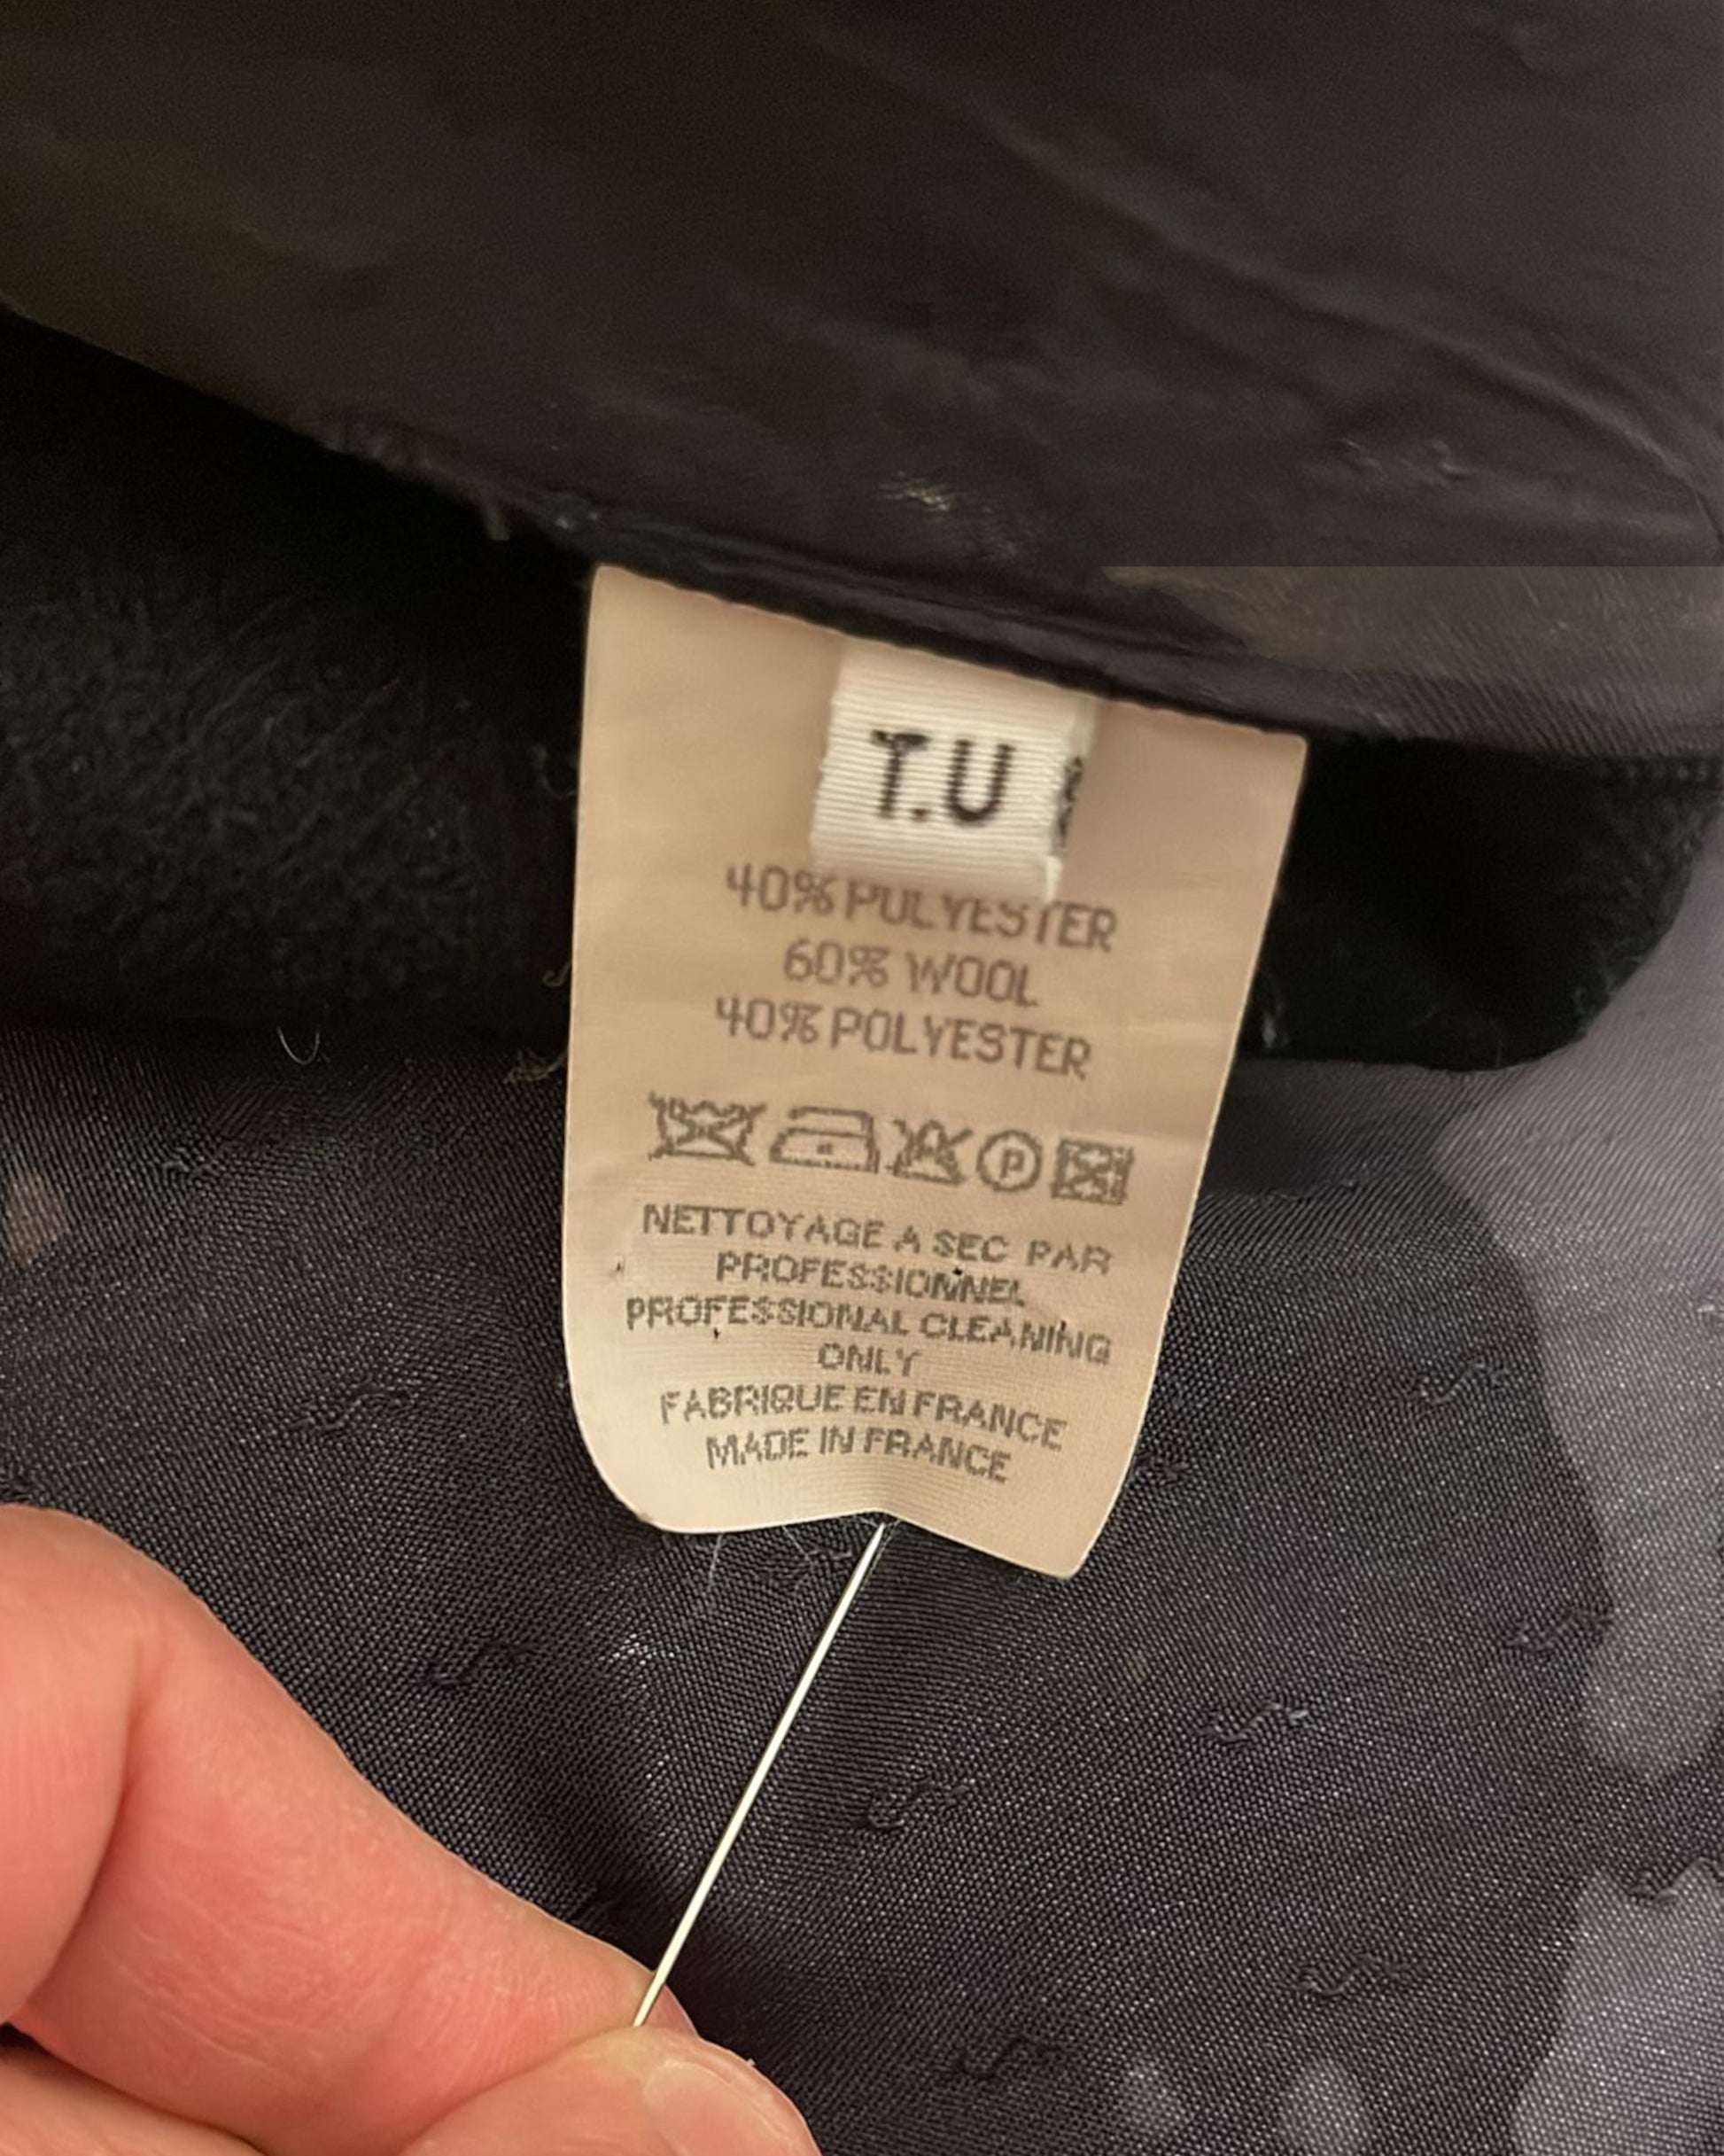 T.U
40% POLYESTER
60% WOOL
40% POLYESTER
P
NETTOYAGE A SEC PAR
PROFESSIONNEL
PROFESSIONAL CLEANING
ONLY
FABRIQUE EN FRANCE
MADE IN FRANCE